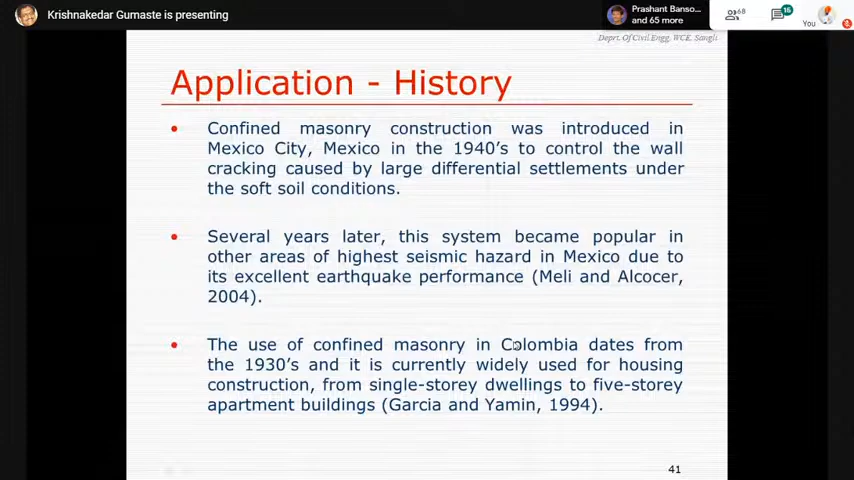 Krishnakedar Gumaste is presenting
Prashant Banso...
and 65 more
68
16
You
Deprt. Of Civil Engg. WCE, Sangli
Application - History
Confined masonry construction was introduced in
Mexico City, Mexico in the 1940's to control the wall
cracking caused by large differential settlements under
the soft soil conditions.
Several years later, this system became popular in
other areas of highest seismic hazard in Mexico due to
its excellent earthquake performance (Meli and Alcocer,
2004).
The use of confined masonry in Colombia dates from
the 1930's and it is currently widely used for housing
construction, from single-storey dwellings to five-storey
apartment buildings (Garcia and Yamin, 1994).
41